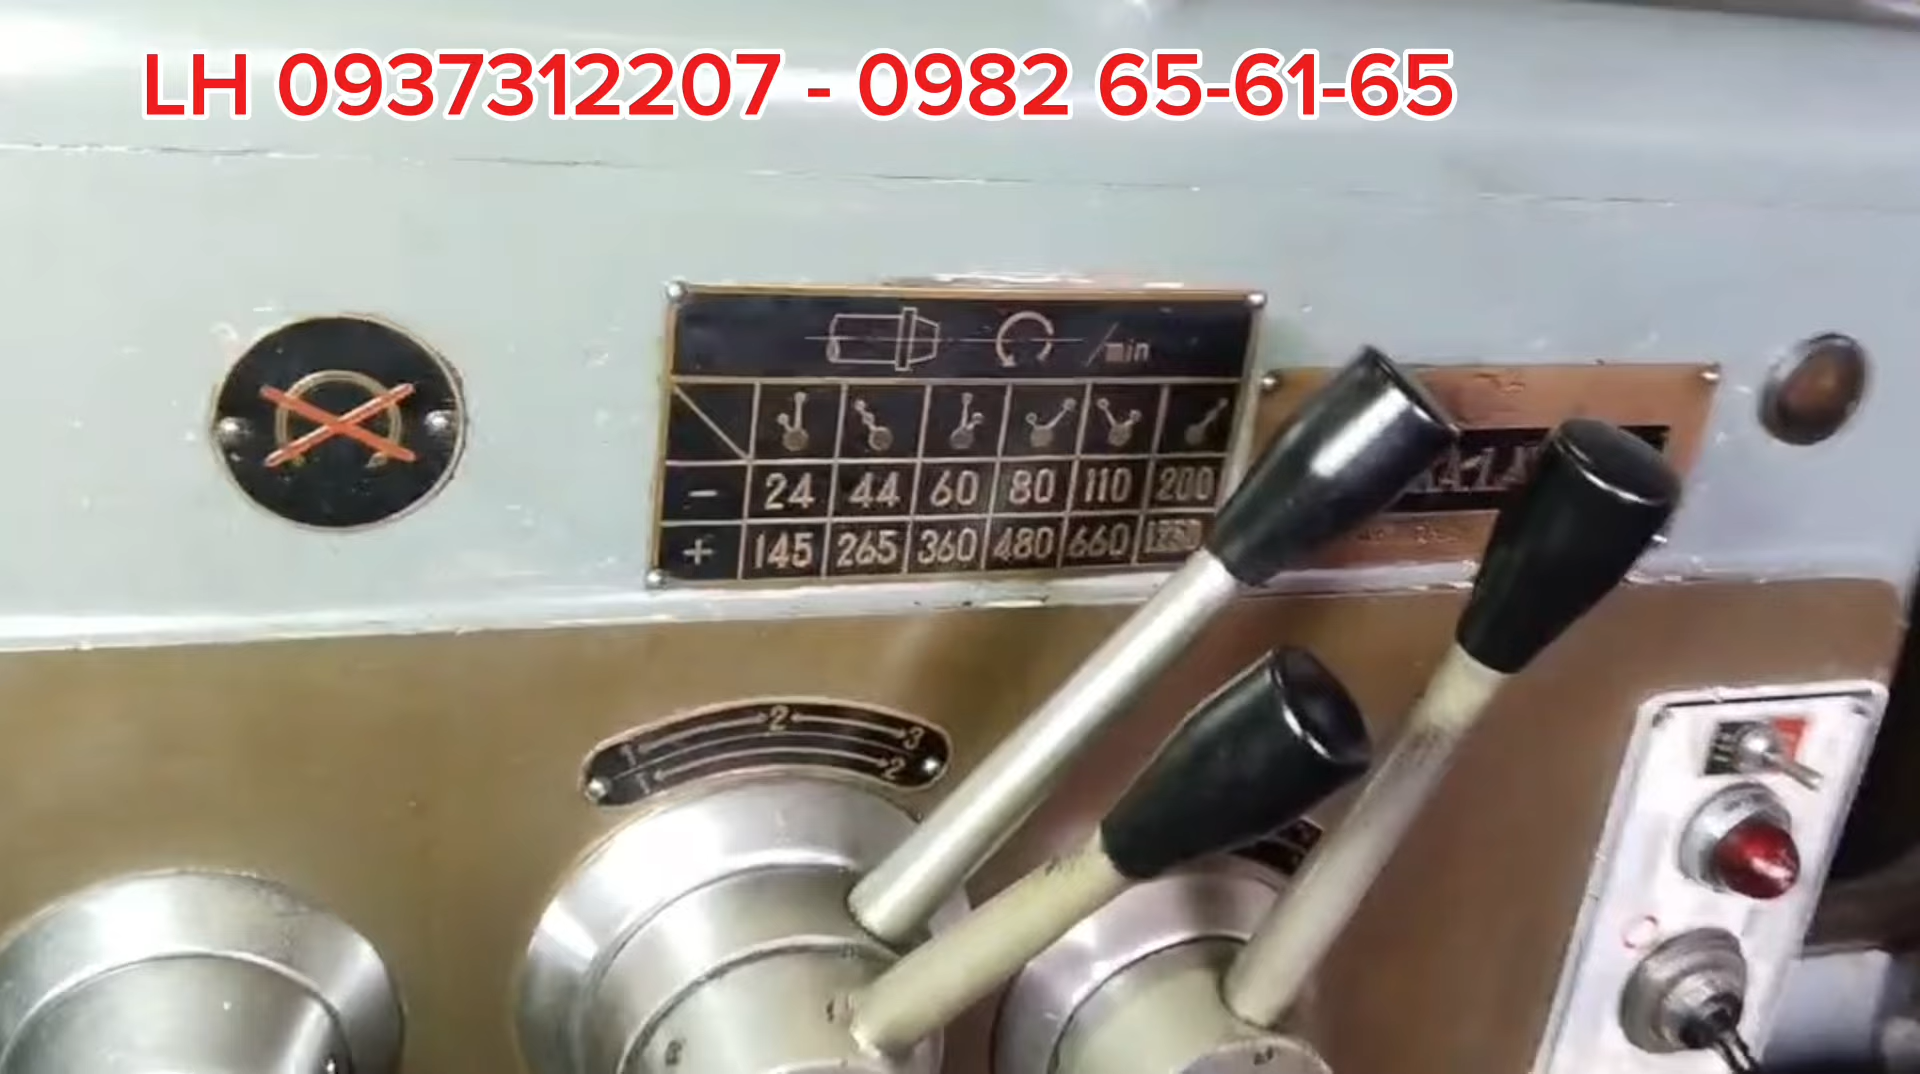 LH 0937312207 - 0982 65-61-65
/min
- 24 44 60 80 110 200
+ 145 265 360 480 660
1 2 3
1 2